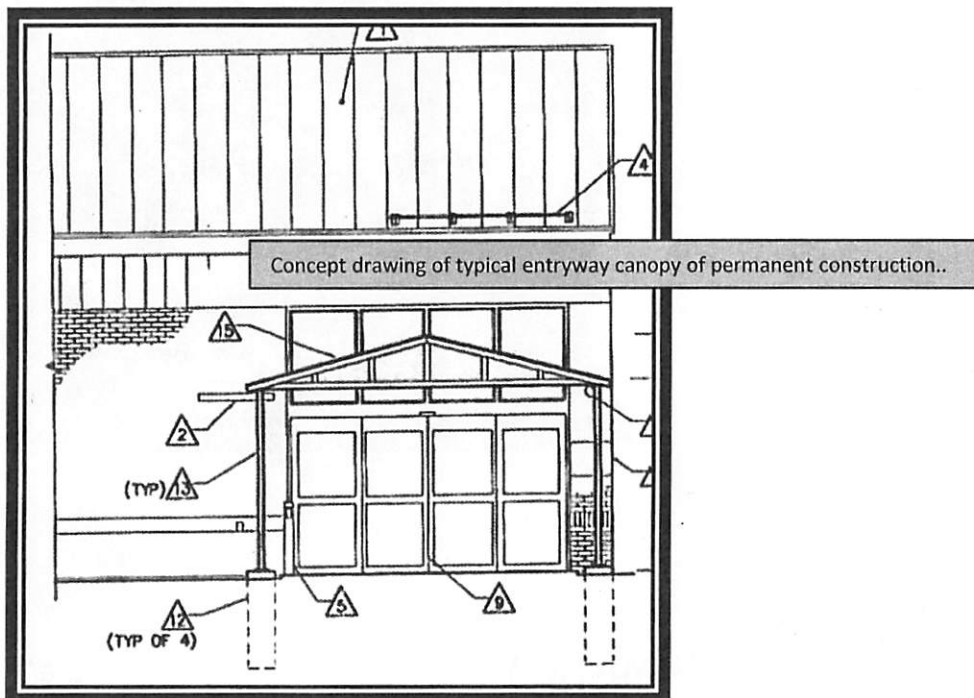 1
4
Concept drawing of typical entryway canopy of permanent construction..
15
2
(TYP) 13
5
9
12
(TYP OF 4)